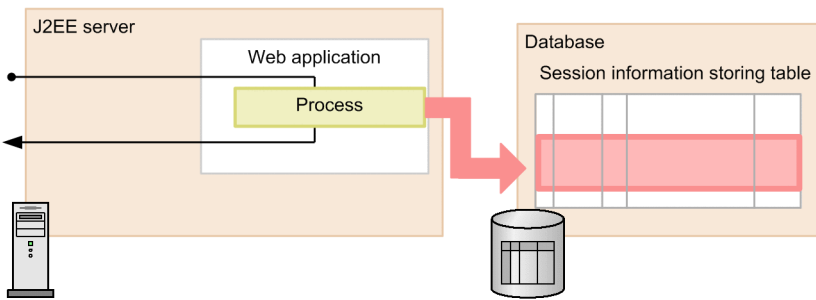 J2EE server
Web application
Process
Database
Session information storing table